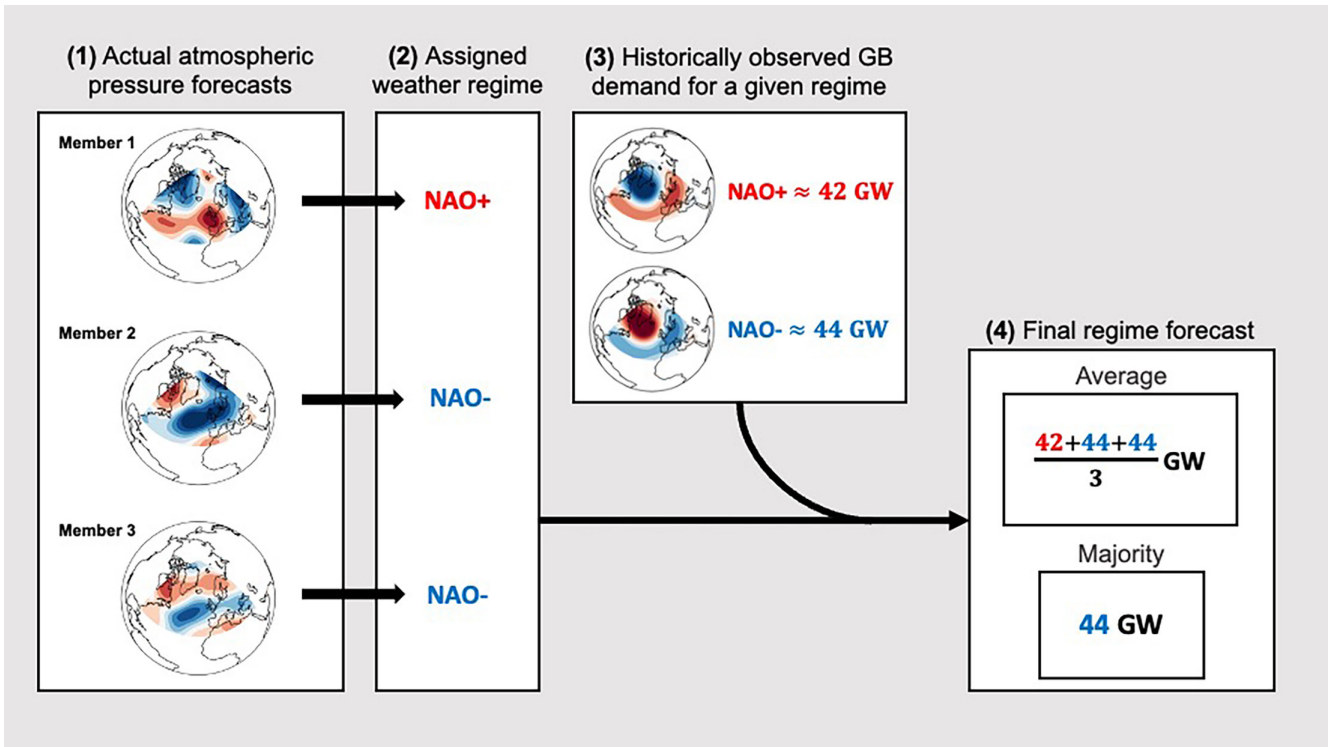 (1) Actual atmospheric
pressure forecasts
Member 1
Member 2
Member 3
(2) Assigned
weather regime
NAO+
NAO-
NAO-
(3) Historically observed GB
demand for a given regime
NAO+ ≈ 42 GW
NAO- ≈ 44 GW
(4) Final regime forecast
Average
42+44+44
3
GW
Majority
44 GW